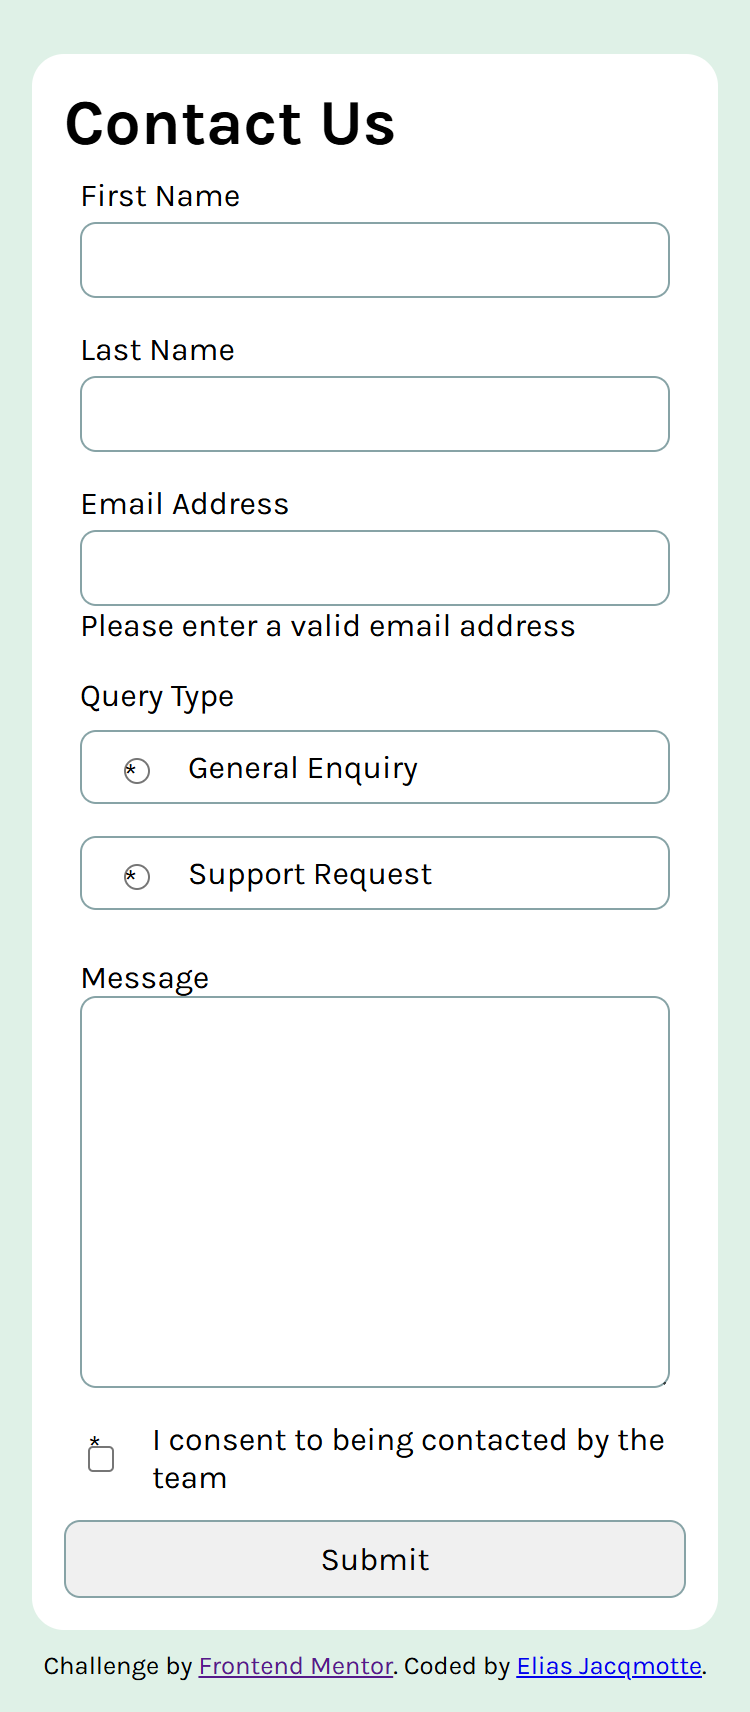 Contact Us
First Name
Last Name
Email Address
Please enter a valid email address
Query Type
* General Enquiry
* Support Request
Message
*
I consent to being contacted by the
team
Submit
Challenge by Frontend Mentor. Coded by Elias Jacqmotte.